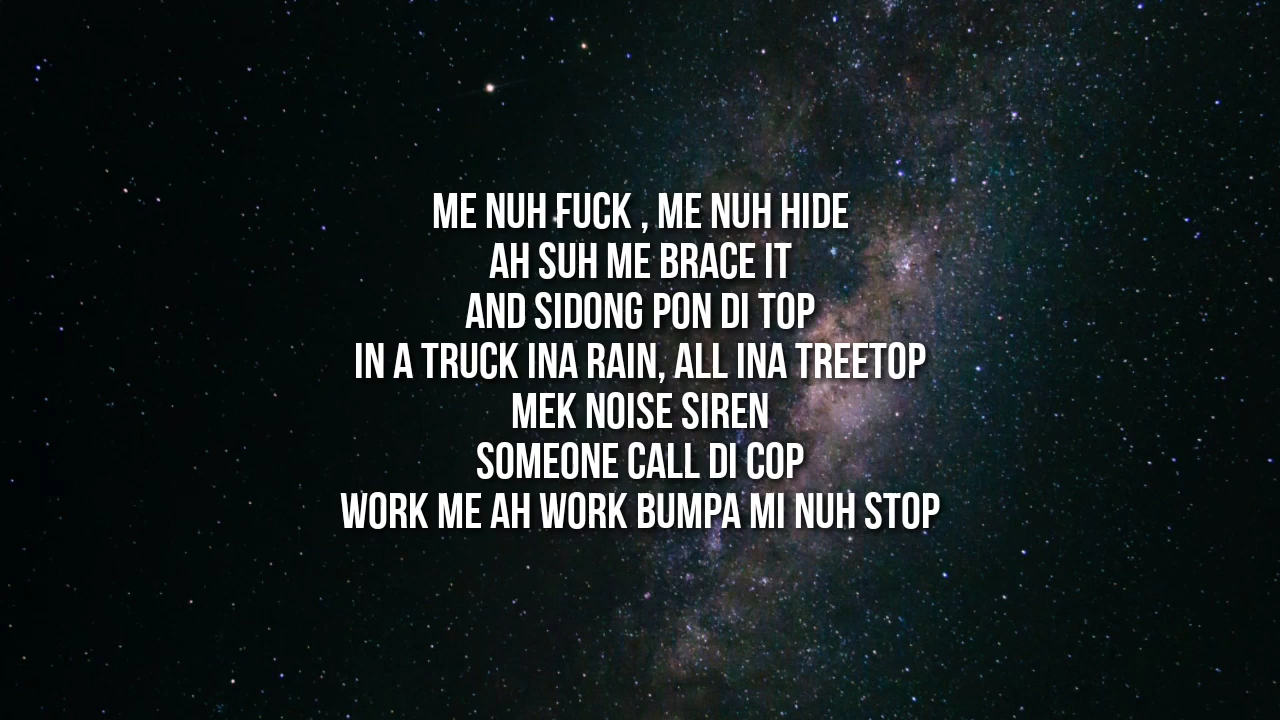 ME NUH FUCK , ME NUH HIDE
AH SUH ME BRACE IT
AND SIDONG PON DI TOP
IN A TRUCK INA RAIN, ALL INA TREETOP
MEK NOISE SIREN
SOMEONE CALL DI COP
WORK ME AH WORK BUMPA MI NUH STOP